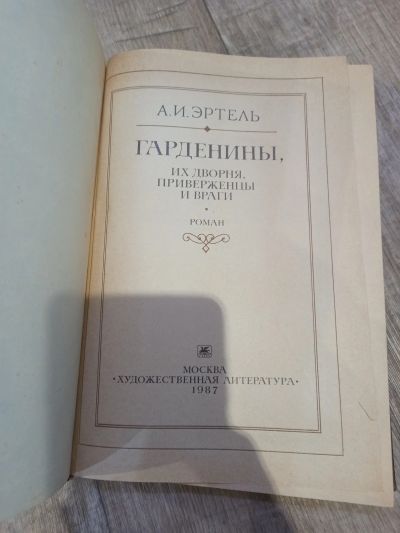 А.И.ЭРТЕЛЬ
ГАРДЕНИНЫ,
ИХ ДВОРНЯ,
ПРИВЕРЖЕНЦЫ
И ВРАГИ
РОМАН
МОСКВА
·ХУДОЖЕСТВЕННАЯ ЛИТЕРАТУРА·
1987